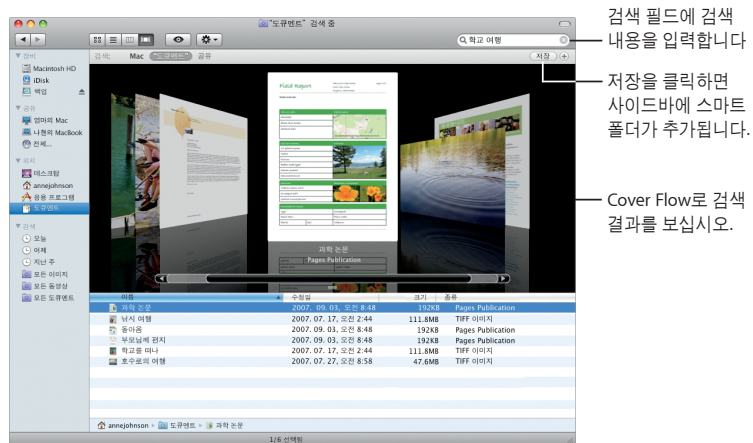 "도큐멘트" 검색 중
학교 여행
검색: Mac "도큐멘트" 공유
저장
▼ 장비
Macintosh HD
iDisk
백업
▼ 공유
엄마의 Mac
나현의 MacBook
전체...
▼ 위치
데스크탑
annejohnson
응용 프로그램
도큐멘트
▼ 검색
오늘
어제
지난 주
모든 이미지
모든 동영상
모든 도큐멘트
Field Report
과학 논문
Pages Publication
이름 수정일 크기 종류
과학 논문 2007. 09. 03, 오전 8:48 192KB Pages Publication
낚시 여행 2007. 07. 17, 오전 2:44 111.8MB TIFF 이미지
동아음 2007. 09. 03, 오전 8:48 192KB Pages Publication
부모님께 편지 2007. 09. 03, 오전 8:48 192KB Pages Publication
학교를 떠나 2007. 07. 17, 오전 2:44 111.8MB TIFF 이미지
호수로의 여행 2007. 07. 27, 오전 8:58 47.6MB TIFF 이미지
annejohnson ▸ 도큐멘트 ▸ 과학 논문
1/6 선택됨
검색 필드에 검색
내용을 입력합니다
저장을 클릭하면
사이드바에 스마트
폴더가 추가됩니다.
Cover Flow로 검색
결과를 보십시오.